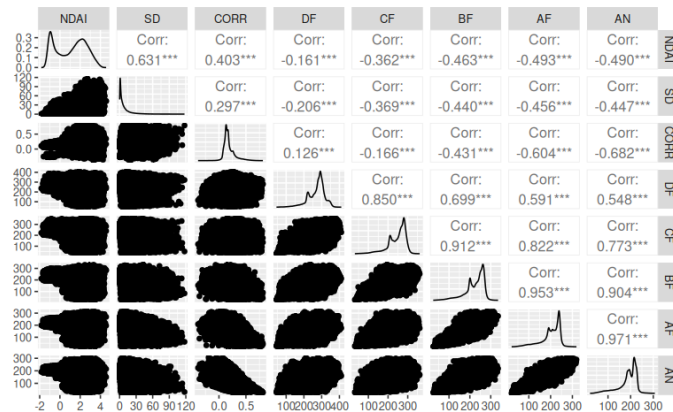 NDAI SD CORR DF CF BF AF AN
0.3 Corr: Corr: Corr: Corr: Corr: Corr: Corr: NDAI
0.2
0.1 0.631*** 0.403*** -0.161*** -0.362*** -0.463*** -0.493*** -0.490***
0.0
120 Corr: Corr: Corr: Corr: Corr: Corr: SD
90
60 0.297*** -0.206*** -0.369*** -0.440*** -0.456*** -0.447***
30
0
0.5 Corr: Corr: Corr: Corr: Corr: CORR
0.0 0.126*** -0.166*** -0.431*** -0.604*** -0.682***
400 Corr: Corr: Corr: Corr: DF
300
200 0.850*** 0.699*** 0.591*** 0.548***
100
300 Corr: Corr: Corr: CF
200 0.912*** 0.822*** 0.773***
100
300 Corr: Corr: BF
200 0.953*** 0.904***
100
300 Corr: AF
200 0.971***
100
300 AN
200
100
-2 0 2 4 0 30 60 90 120 0.0 0.5 100 200 300 400 100 200 300 100 200 300 100 200 300 100 200 300